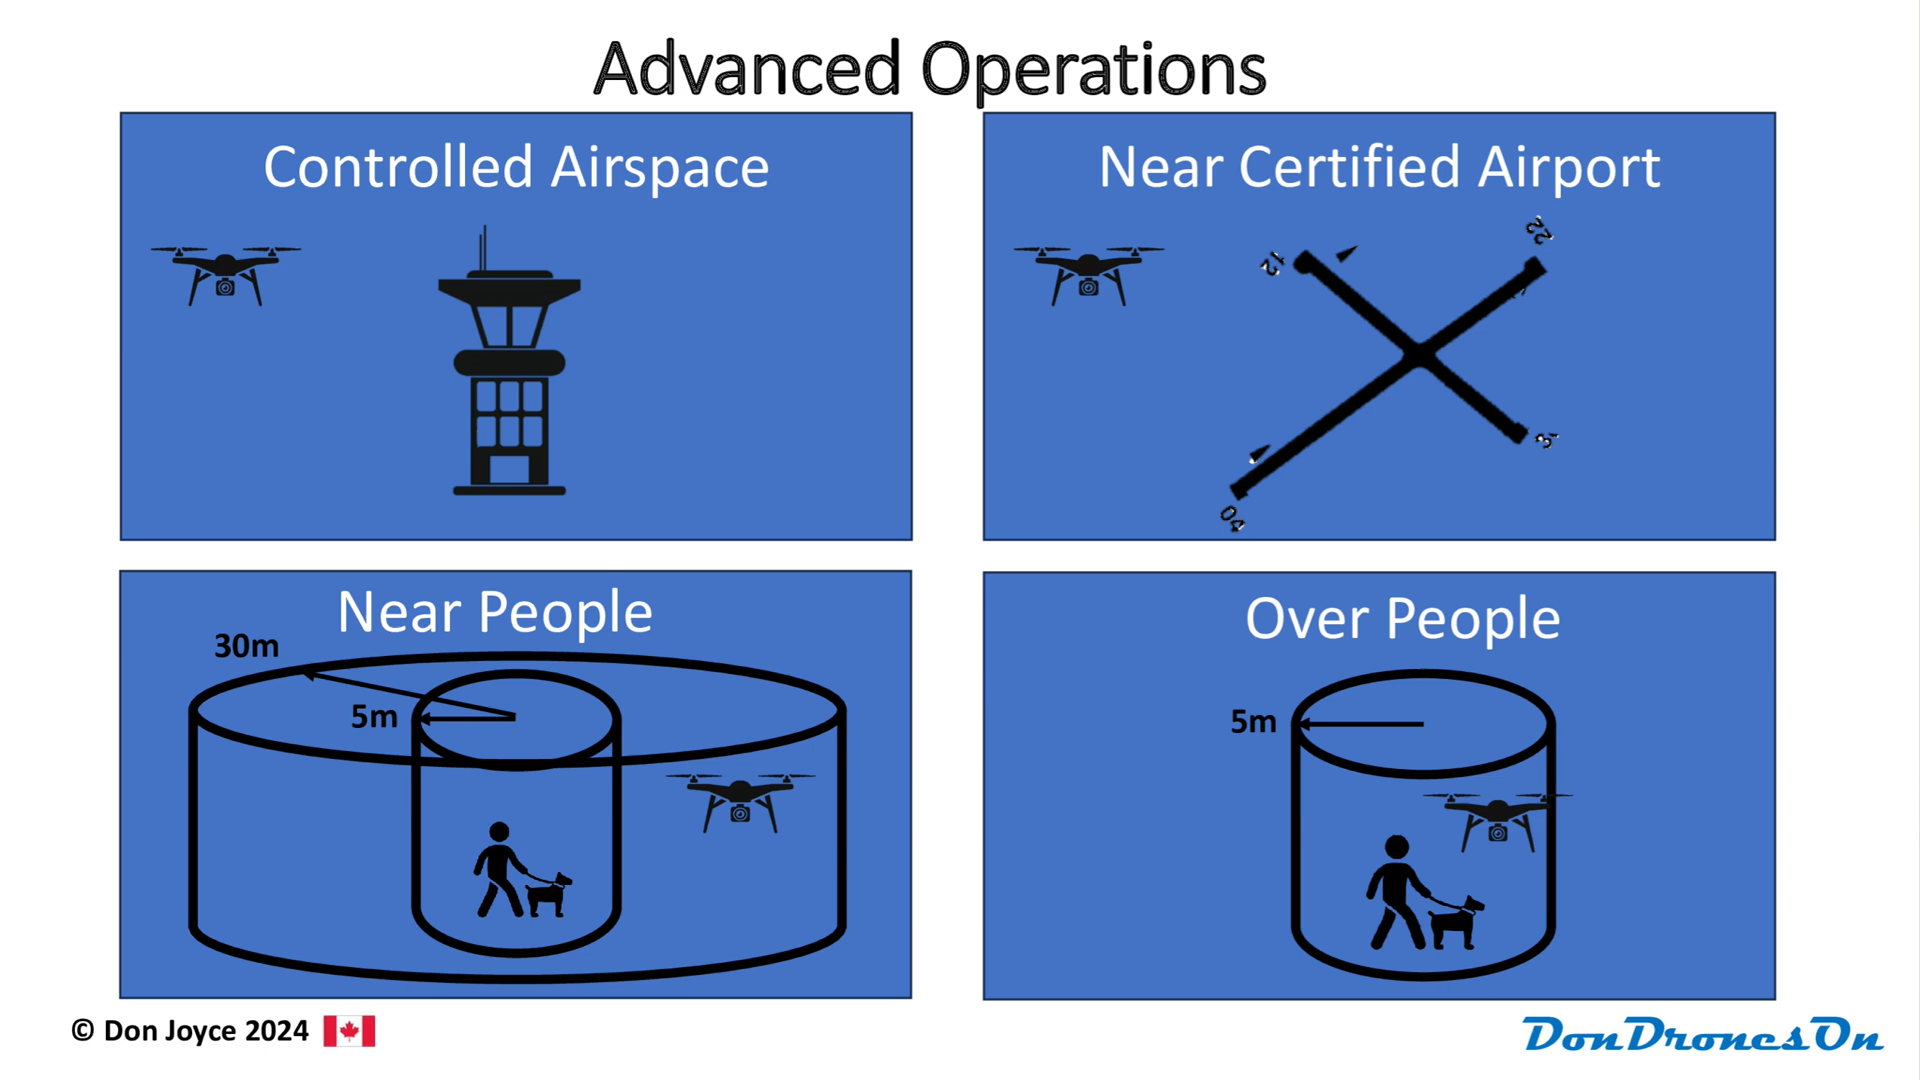 Advanced Operations
Controlled Airspace
Near Certified Airport
12
22
04
Near People
30m
5m
Over People
5m
© Don Joyce 2024
DonDronesOn